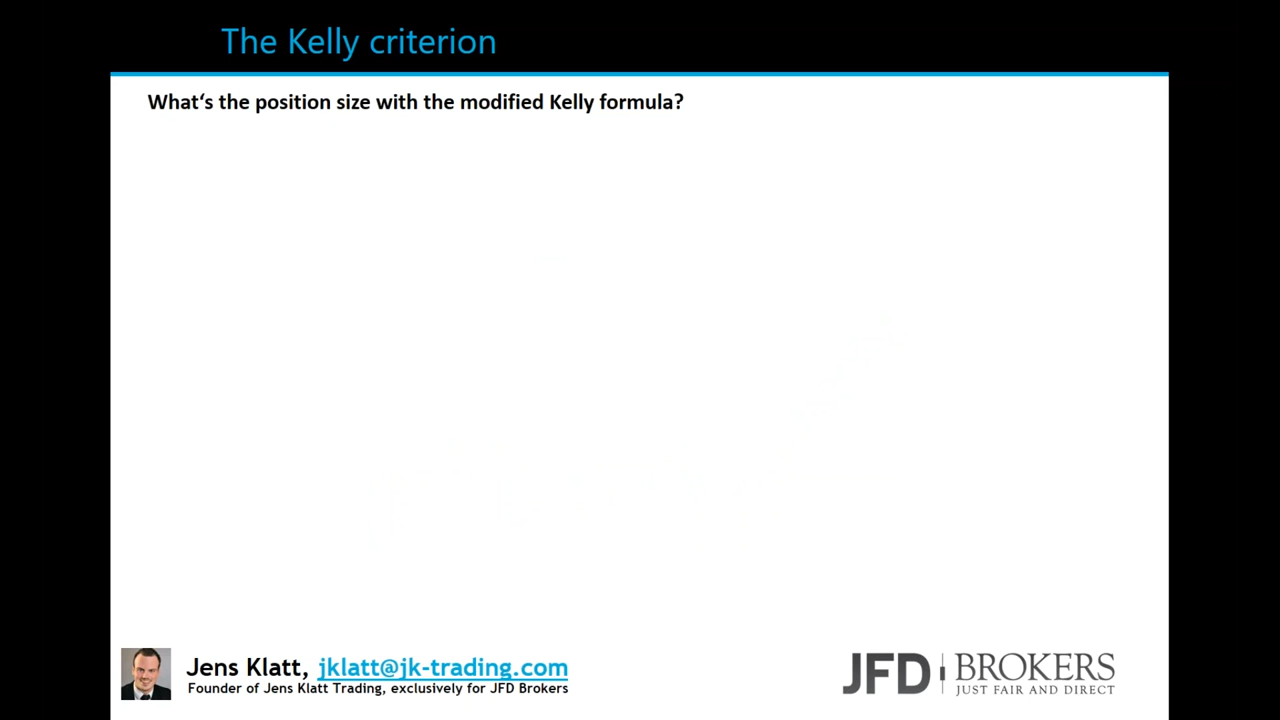 The Kelly criterion
What‘s the position size with the modified Kelly formula?
Jens Klatt, jklatt@jk-trading.com
Founder of Jens Klatt Trading, exclusively for JFD Brokers
JFD BROKERS
JUST FAIR AND DIRECT